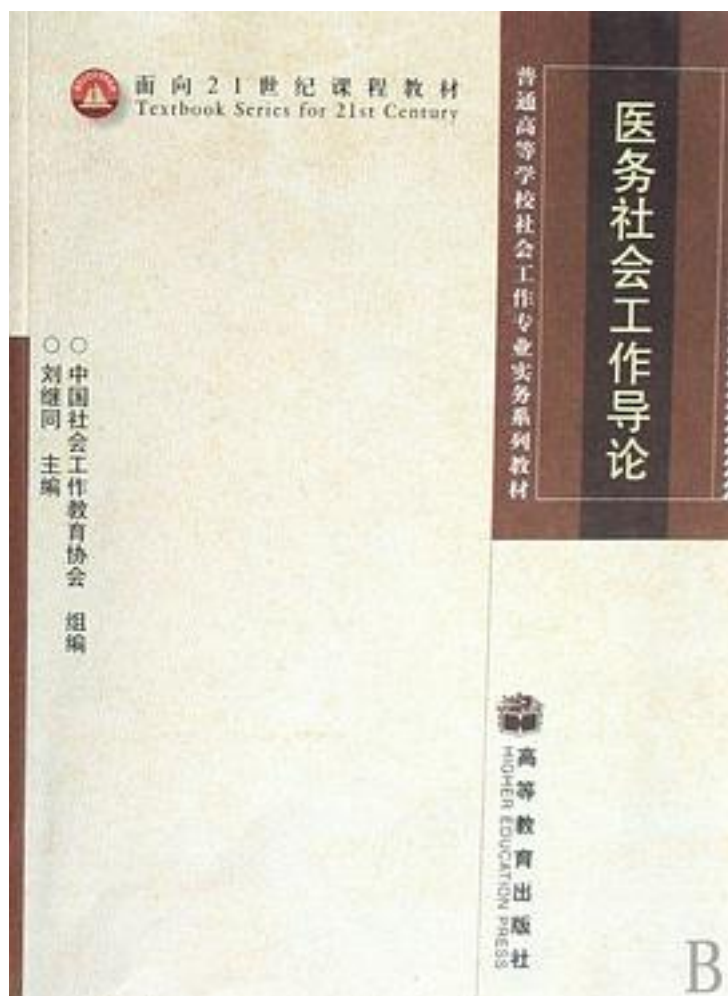 面向21世纪课程教材
Textbook Series for 21st Century
普通高等学校社会工作专业实务系列教材
医务社会工作导论
○ 中国社会工作教育协会 组编
○ 刘继同 主编
高等教育出版社
HIGHER EDUCATION PRESS
B